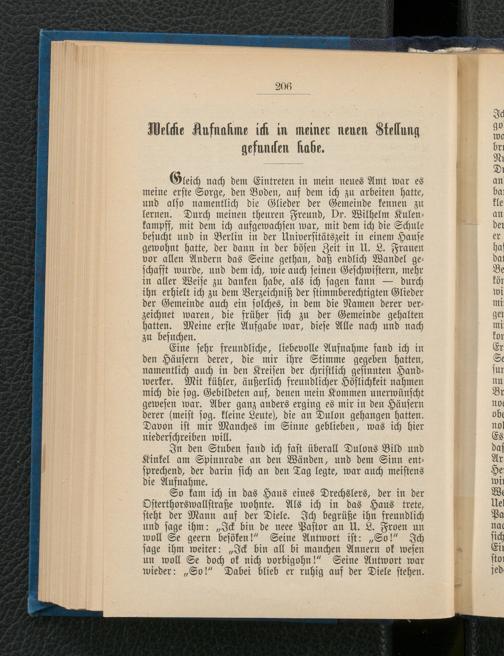 206
Welche Aufnahme ich in meiner neuen Stellung
gefunden habe.
Gleich nach dem Eintreten in mein neues Amt war es
meine erste Sorge, den Boden, auf dem ich zu arbeiten hatte,
und also namentlich die Glieder der Gemeinde kennen zu
lernen. Durch meinen theuren Freund, Dr. Wilhelm Kulen-
kampff, mit dem ich aufgewachsen war, mit dem ich die Schule
besucht und in Berlin in der Universitätszeit in einem Hause
gewohnt hatte, der dann in der bösen Zeit in U. L. Frauen
vor allen Andern das Seine gethan, daß endlich Wandel ge-
schafft wurde, und dem ich, wie auch seinen Geschwistern, mehr
in aller Weise zu danken habe, als ich sagen kann — durch
ihn erhielt ich zu dem Verzeichniß der stimmberechtigten Glieder
der Gemeinde auch ein solches, in dem die Namen derer ver-
zeichnet waren, die früher sich zu der Gemeinde gehalten
hatten. Meine erste Aufgabe war, diese Alle nach und nach
zu besuchen.
Eine sehr freundliche, liebevolle Aufnahme fand ich in
den Häusern derer, die mir ihre Stimme gegeben hatten,
namentlich auch in den Kreisen der christlich gesinnten Hand-
werker. Mit kühler, äußerlich freundlicher Höflichkeit nahmen
mich die sog. Gebildeten auf, denen mein Kommen unerwünscht
gewesen war. Aber ganz anders erging es mir in den Häusern
derer (meist sog. kleine Leute), die an Dulon gehangen hatten.
Davon ist mir Manches im Sinne geblieben, was ich hier
niederschreiben will.
In den Stuben fand ich fast überall Dulons Bild und
Kinkel am Spinnrade an den Wänden, und dem Sinn ent-
sprechend, der darin sich an den Tag legte, war auch meistens
die Aufnahme.
So kam ich in das Haus eines Drechslers, der in der
Osterthorswallstraße wohnte. Als ich in das Haus trete,
steht der Mann auf der Diele. Ich begrüße ihn freundlich
und sage ihm: „Ick bin de neee Pastor an U. L. Froen un
woll Se geern besöken!“ Seine Antwort ist: „So!“ Ich
sage ihm weiter: „Ick bin all bi manchen Annern ok wesen
un woll Se doch ok nich vorbigohn!“ Seine Antwort war
wieder: „So!“ Dabei blieb er ruhig auf der Diele stehen.